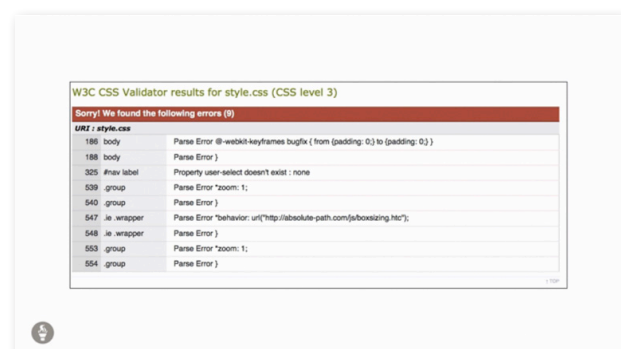 W3C CSS Validator results for style.css (CSS level 3)
Sorry! We found the following errors (9)
URI : style.css
186 body Parse Error @-webkit-keyframes bugfix { from {padding: 0;} to {padding: 0;} }
188 body Parse Error }
325 #nav label Property user-select doesn't exist : none
539 .group Parse Error *zoom: 1;
540 .group Parse Error }
547 .ie .wrapper Parse Error *behavior: url("http://absolute-path.com/js/boxsizing.htc");
548 .ie .wrapper Parse Error }
553 .group Parse Error *zoom: 1;
554 .group Parse Error }
↑ TOP